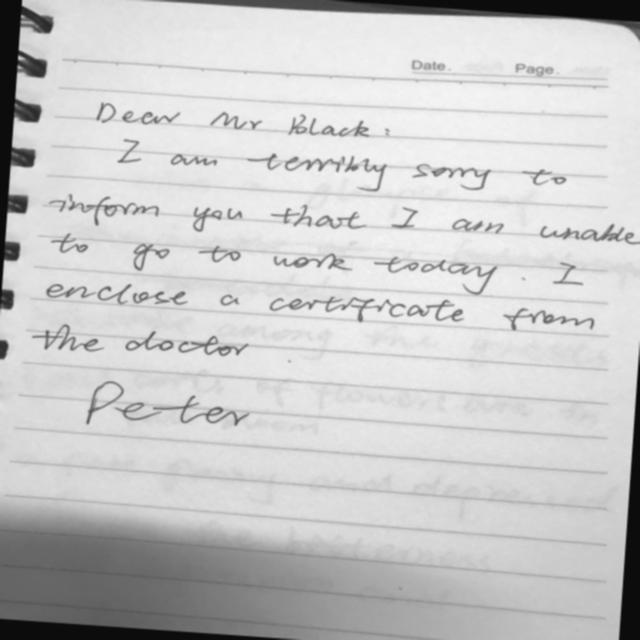 Date. Page.
Dear Mr Black:
I am terribly sorry to
inform you that I am unable
to go to work today. I
enclose a certificate from
the doctor.
Peter